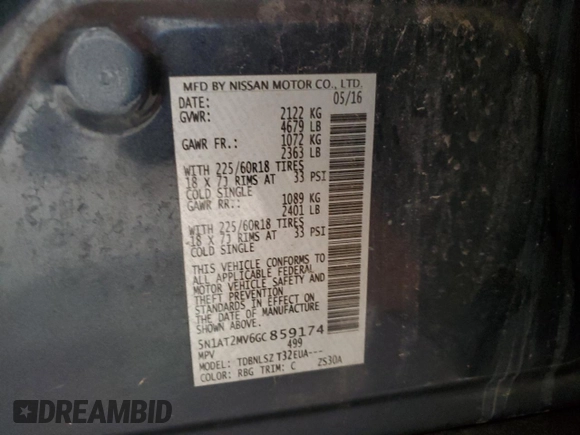 MFD BY NISSAN MOTOR CO., LTD.
DATE: 05/16
GVWR: 2122 KG
4679 LB
GAWR FR.: 1072 KG
2363 LB
WITH 225/60R18 TIRES
18 X 7J RIMS AT 33 PSI
COLD SINGLE
GAWR RR.: 1089 KG
2401 LB
WITH 225/60R18 TIRES
18 X 7J RIMS AT 33 PSI
COLD SINGLE
THIS VEHICLE CONFORMS TO
ALL APPLICABLE FEDERAL
MOTOR VEHICLE SAFETY AND
THEFT PREVENTION
STANDARDS IN EFFECT ON
THE DATE OF MANUFACTURE
SHOWN ABOVE.
5N1AT2MV6GC859174
MPV 499
MODEL: TDBNLSZ T32EUA---
COLOR: RBG TRIM: C 2S30A
DREAMBID